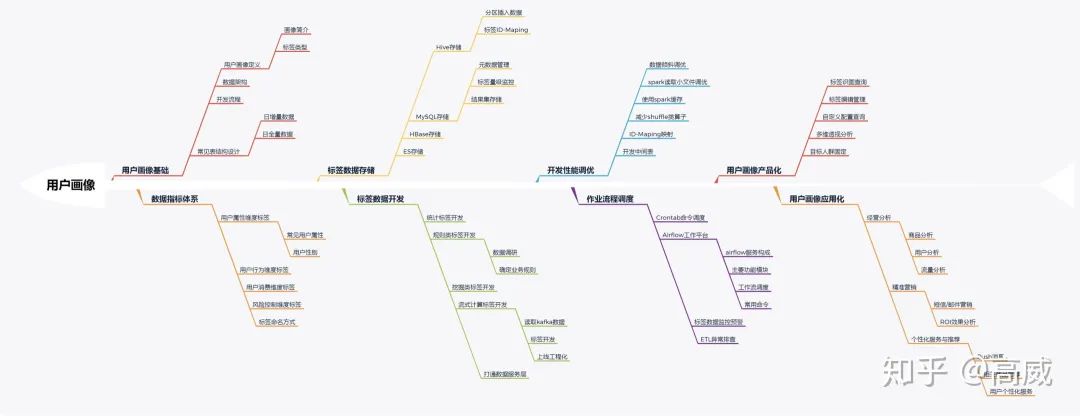 用户画像
用户画像基础
用户画像定义
画像简介
标签类型
数据架构
开发流程
常见表结构设计
日增量数据
日全量数据
标签数据存储
Hive存储
分区插入数据
标签ID-Maping
MySQL存储
元数据管理
标签量级监控
结果集存储
HBase存储
ES存储
开发性能调优
数据倾斜调优
spark读取小文件调优
使用spark缓存
减少shuffle类算子
ID-Maping映射
开发中间表
用户画像产品化
标签识图查询
标签编辑管理
自定义配置查询
多维透视分析
目标人群圈定
数据指标体系
用户属性维度标签
常见用户属性
用户性别
用户行为维度标签
用户消费维度标签
风险控制维度标签
标签命名方式
标签数据开发
统计标签开发
规则类标签开发
数据调研
确定业务规则
挖掘类标签开发
流式计算标签开发
读取kafka数据
标签开发
上线工程化
打通数据服务层
作业流程调度
Crontab命令调度
Airflow工作平台
airflow服务构成
主要功能模块
工作流调度
常用命令
标签数据监控预警
ETL异常排查
用户画像应用化
经营分析
商品分析
用户分析
流量分析
精准营销
短信/邮件营销
ROI效果分析
个性化服务与推荐
用户个性化服务
知乎 @高威